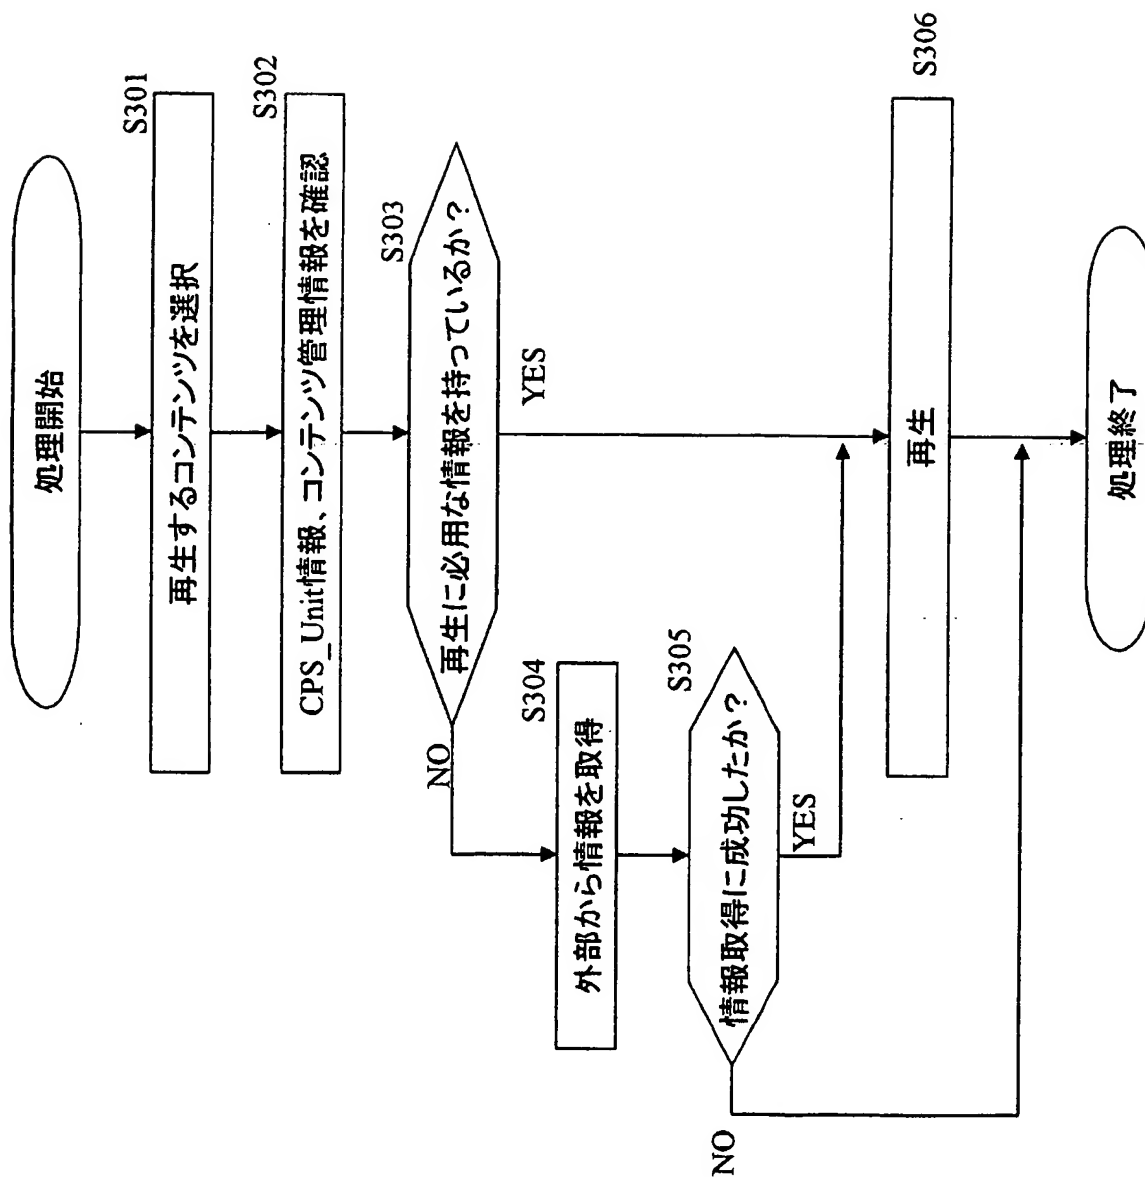 処理開始
S301
再生するコンテンツを選択
S302
CPS_Unit情報、コンテンツ管理情報を確認
S303
再生に必用な情報を持っているか？
YES
NO
S304
外部から情報を取得
S305
情報取得に成功したか？
YES
NO
S306
再生
処理終了